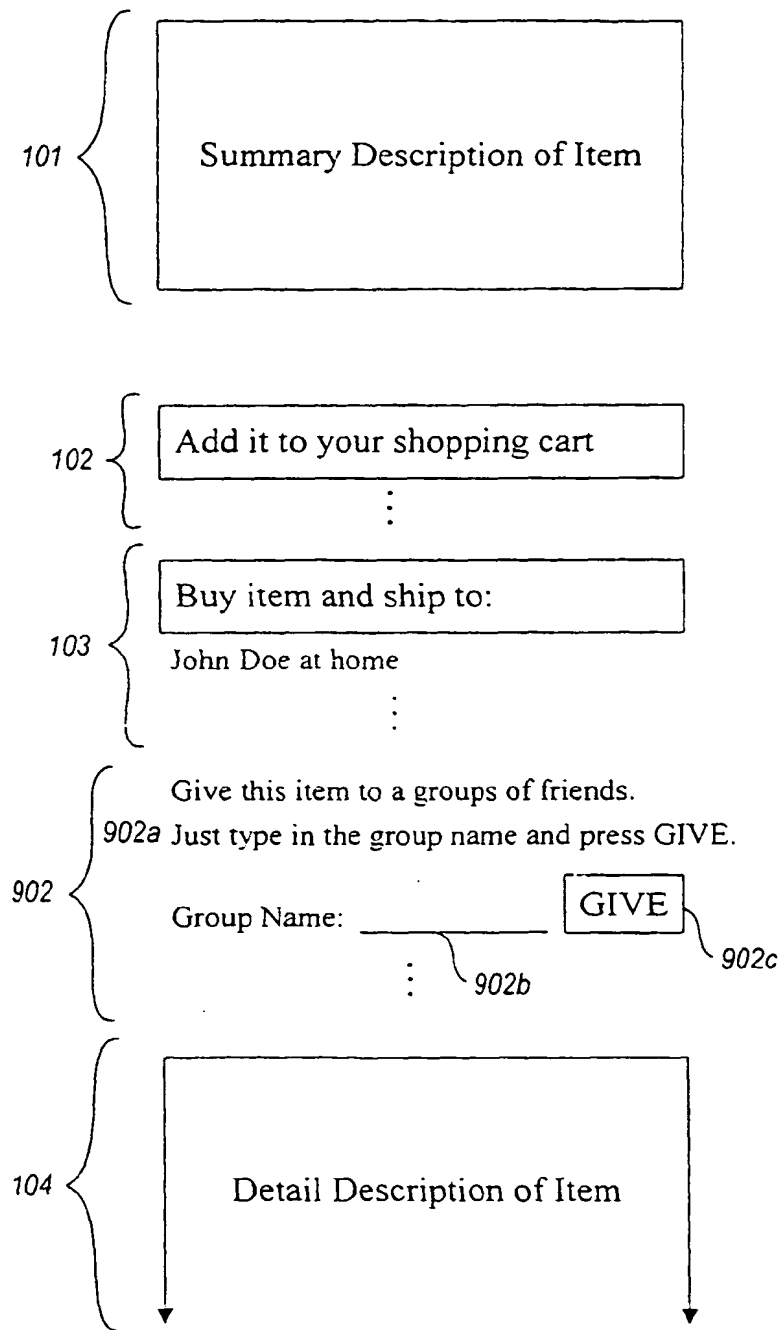 101
Summary Description of Item
102
Add it to your shopping cart
103
Buy item and ship to:
John Doe at home
902
Give this item to a groups of friends.
902a Just type in the group name and press GIVE.
Group Name: GIVE
902b
902c
104
Detail Description of Item